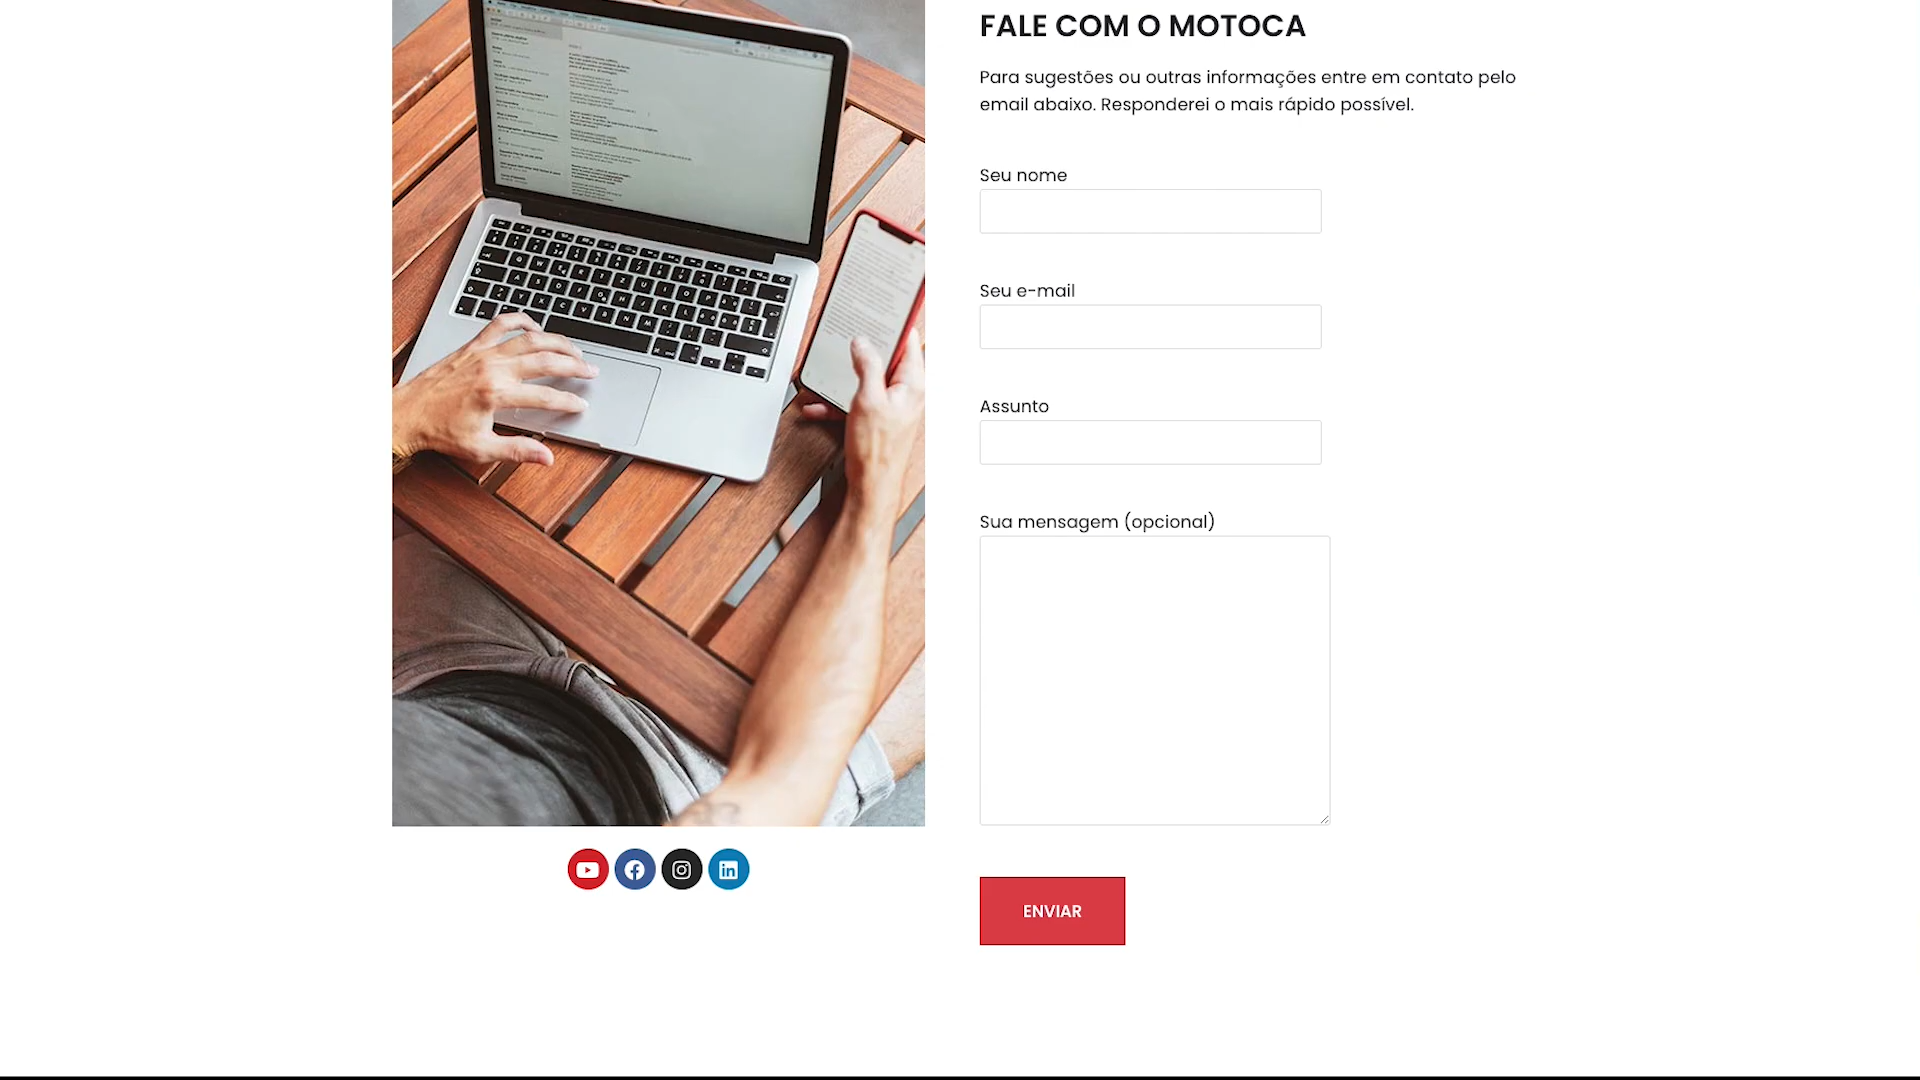 FALE COM O MOTOCA
Para sugestões ou outras informações entre em contato pelo
email abaixo. Responderei o mais rápido possível.
Seu nome
Seu e-mail
Assunto
Sua mensagem (opcional)
ENVIAR